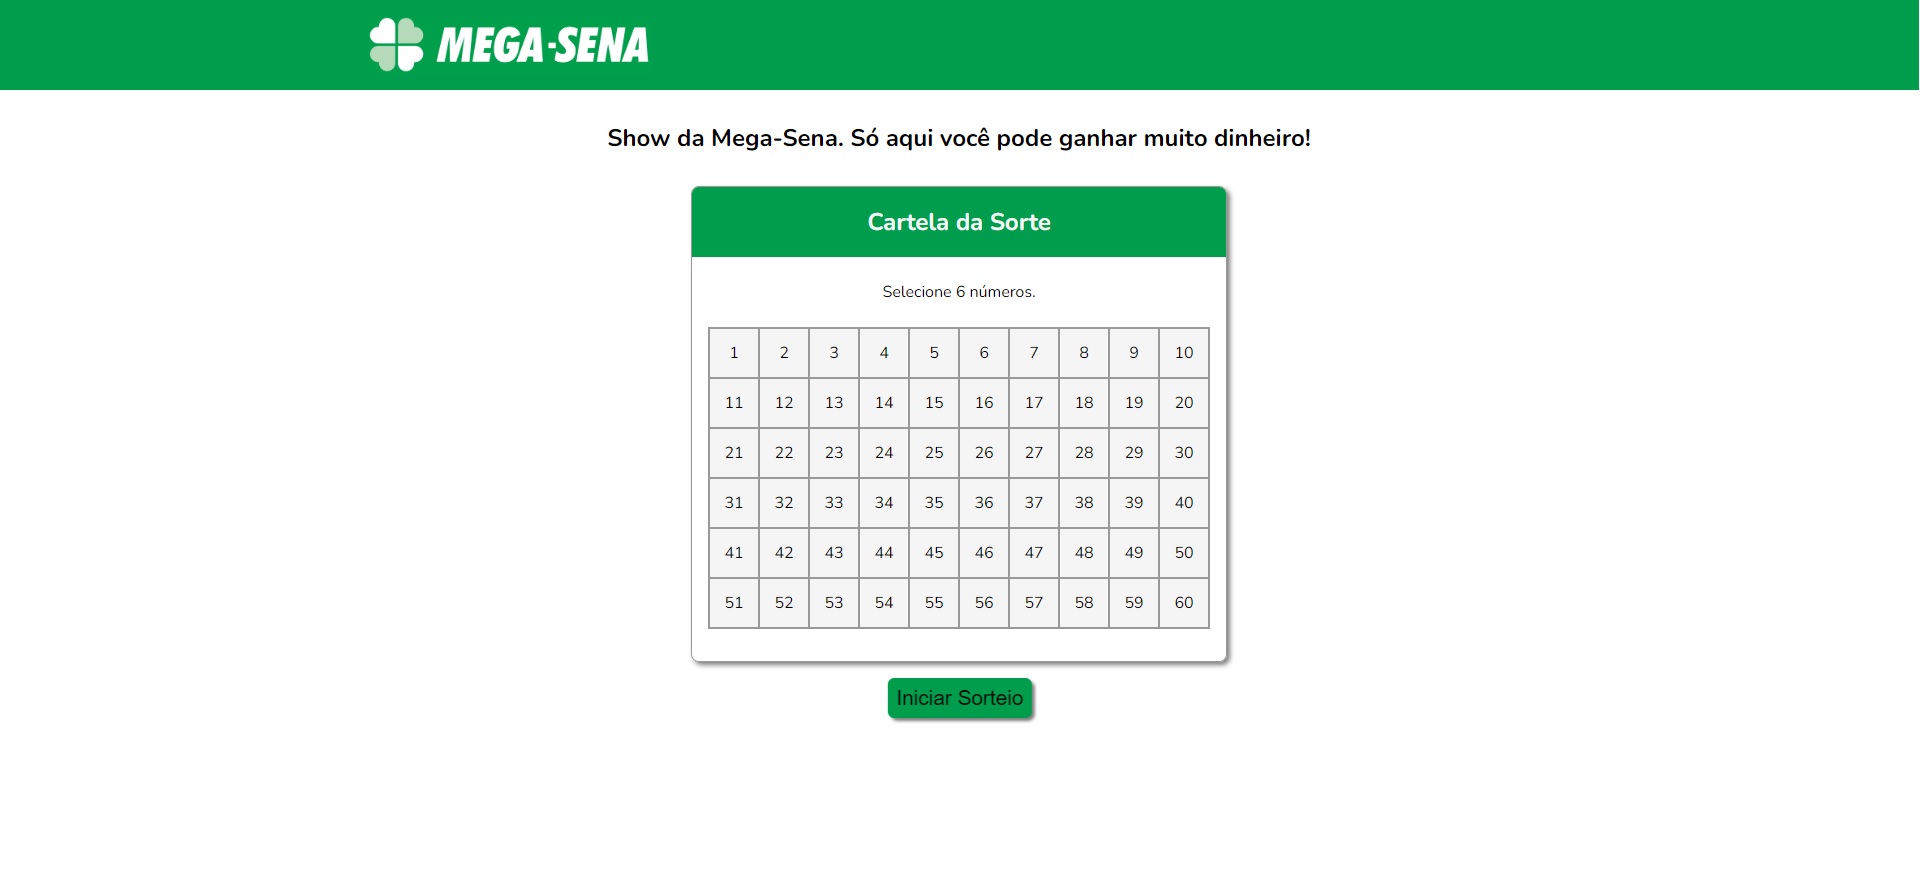 MEGA-SENA
Show da Mega-Sena. Só aqui você pode ganhar muito dinheiro!
Cartela da Sorte
Selecione 6 números.
1 2 3 4 5 6 7 8 9 10
11 12 13 14 15 16 17 18 19 20
21 22 23 24 25 26 27 28 29 30
31 32 33 34 35 36 37 38 39 40
41 42 43 44 45 46 47 48 49 50
51 52 53 54 55 56 57 58 59 60
Iniciar Sorteio